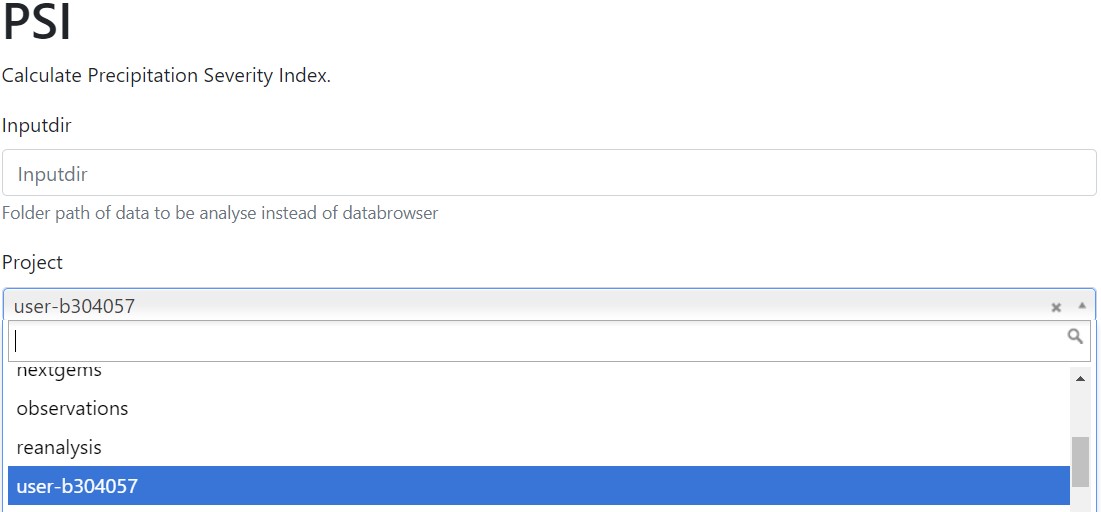 PSI
Calculate Precipitation Severity Index.
Inputdir
Inputdir
Folder path of data to be analyse instead of databrowser
Project
user-b304057
nextgems
observations
reanalysis
user-b304057